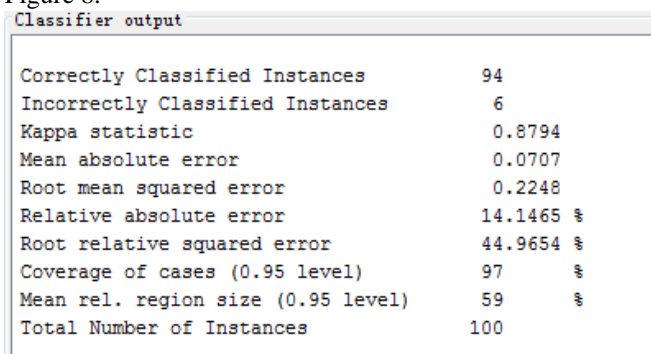 Figure 8.
Classifier output
Correctly Classified Instances 94
Incorrectly Classified Instances 6
Kappa statistic 0.8794
Mean absolute error 0.0707
Root mean squared error 0.2248
Relative absolute error 14.1465 %
Root relative squared error 44.9654 %
Coverage of cases (0.95 level) 97 %
Mean rel. region size (0.95 level) 59 %
Total Number of Instances 100